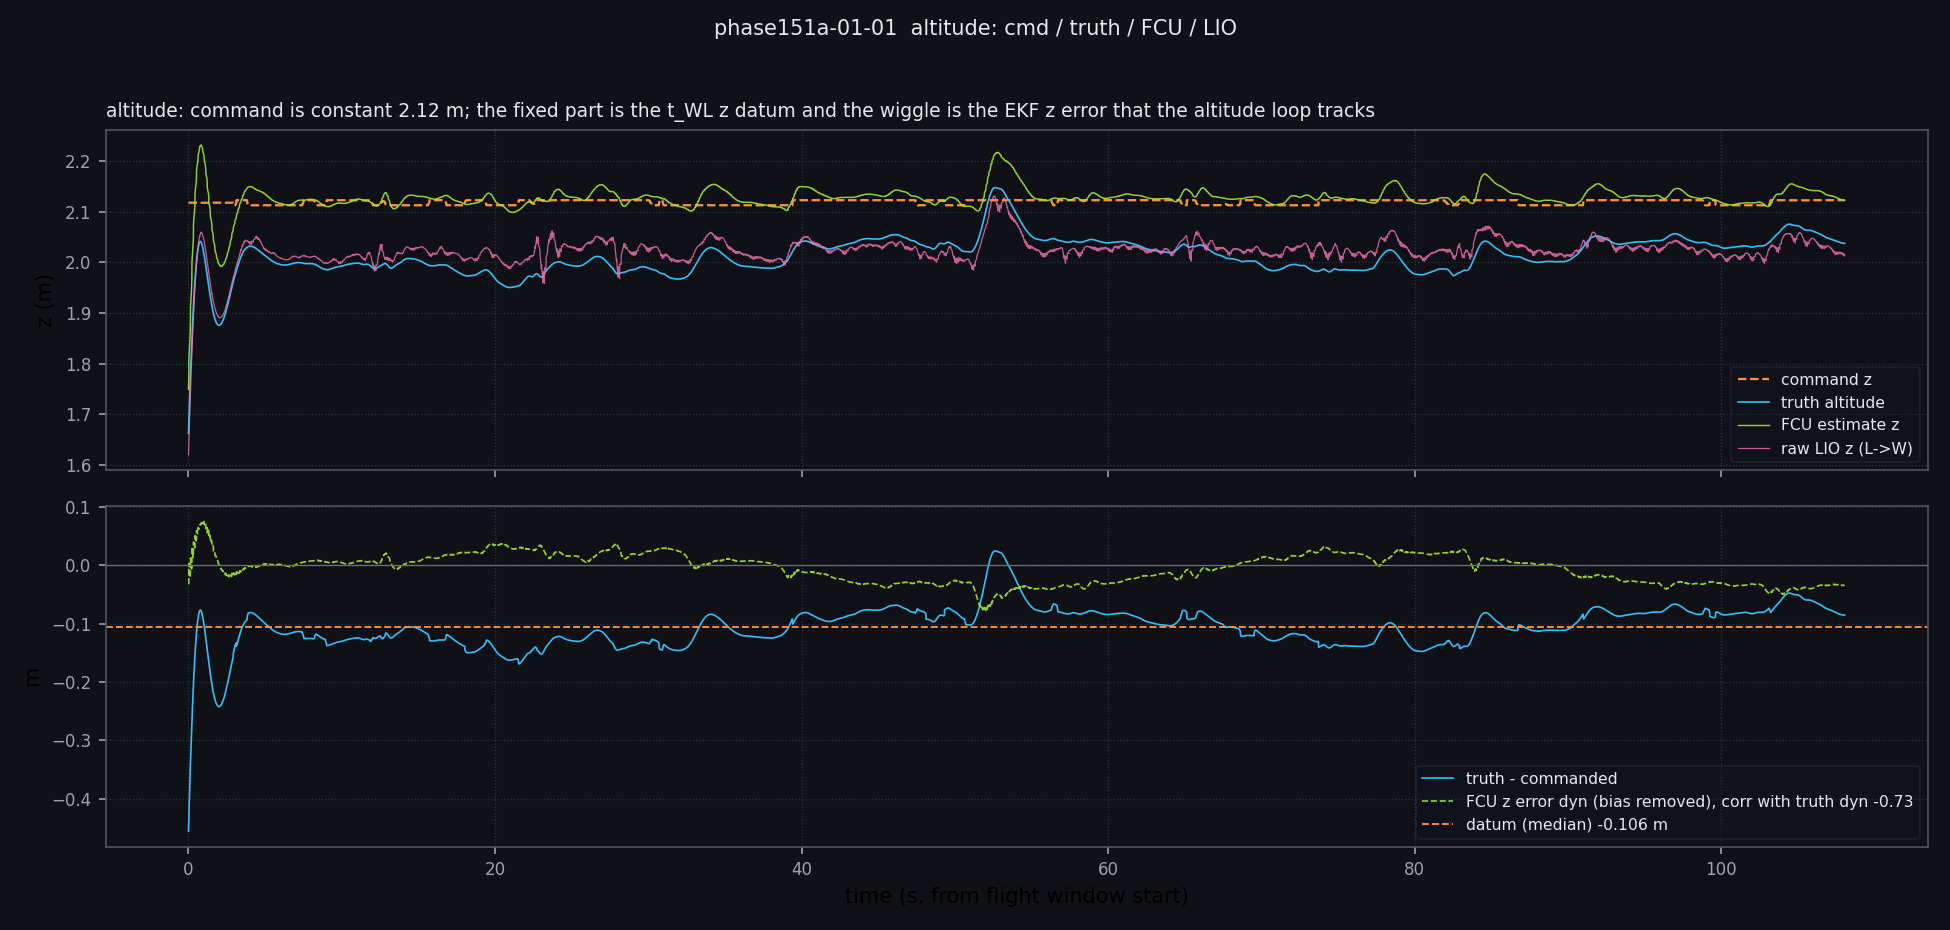 phase151a-01-01  altitude: cmd / truth / FCU / LIO
altitude: command is constant 2.12 m; the fixed part is the t_WL z datum and the wiggle is the EKF z error that the altitude loop tracks
z (m)
2.2
2.1
2.0
1.9
1.8
1.7
1.6
command z
truth altitude
FCU estimate z
raw LIO z (L->W)
m
0.1
0.0
−0.1
−0.2
−0.3
−0.4
truth - commanded
FCU z error dyn (bias removed), corr with truth dyn -0.73
datum (median) -0.106 m
0 20 40 60 80 100
time (s, from flight window start)